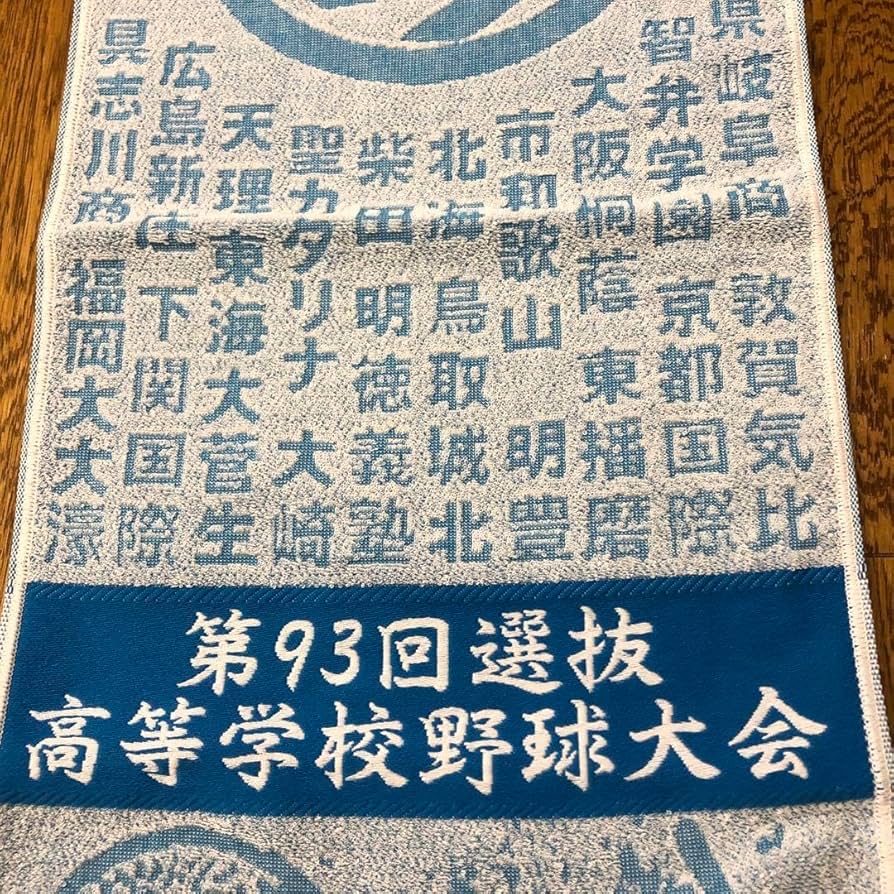 県岐阜商 敦賀気比
智弁学園 京都国際
大阪桐蔭 東播磨
市和歌山 明豊
北海 鳥取城北
柴田 明徳義塾
聖カタリナ 大崎
天理 東海大菅生
広島新庄 下関国際
具志川商 福岡大大濠
第93回選抜
高等学校野球大会